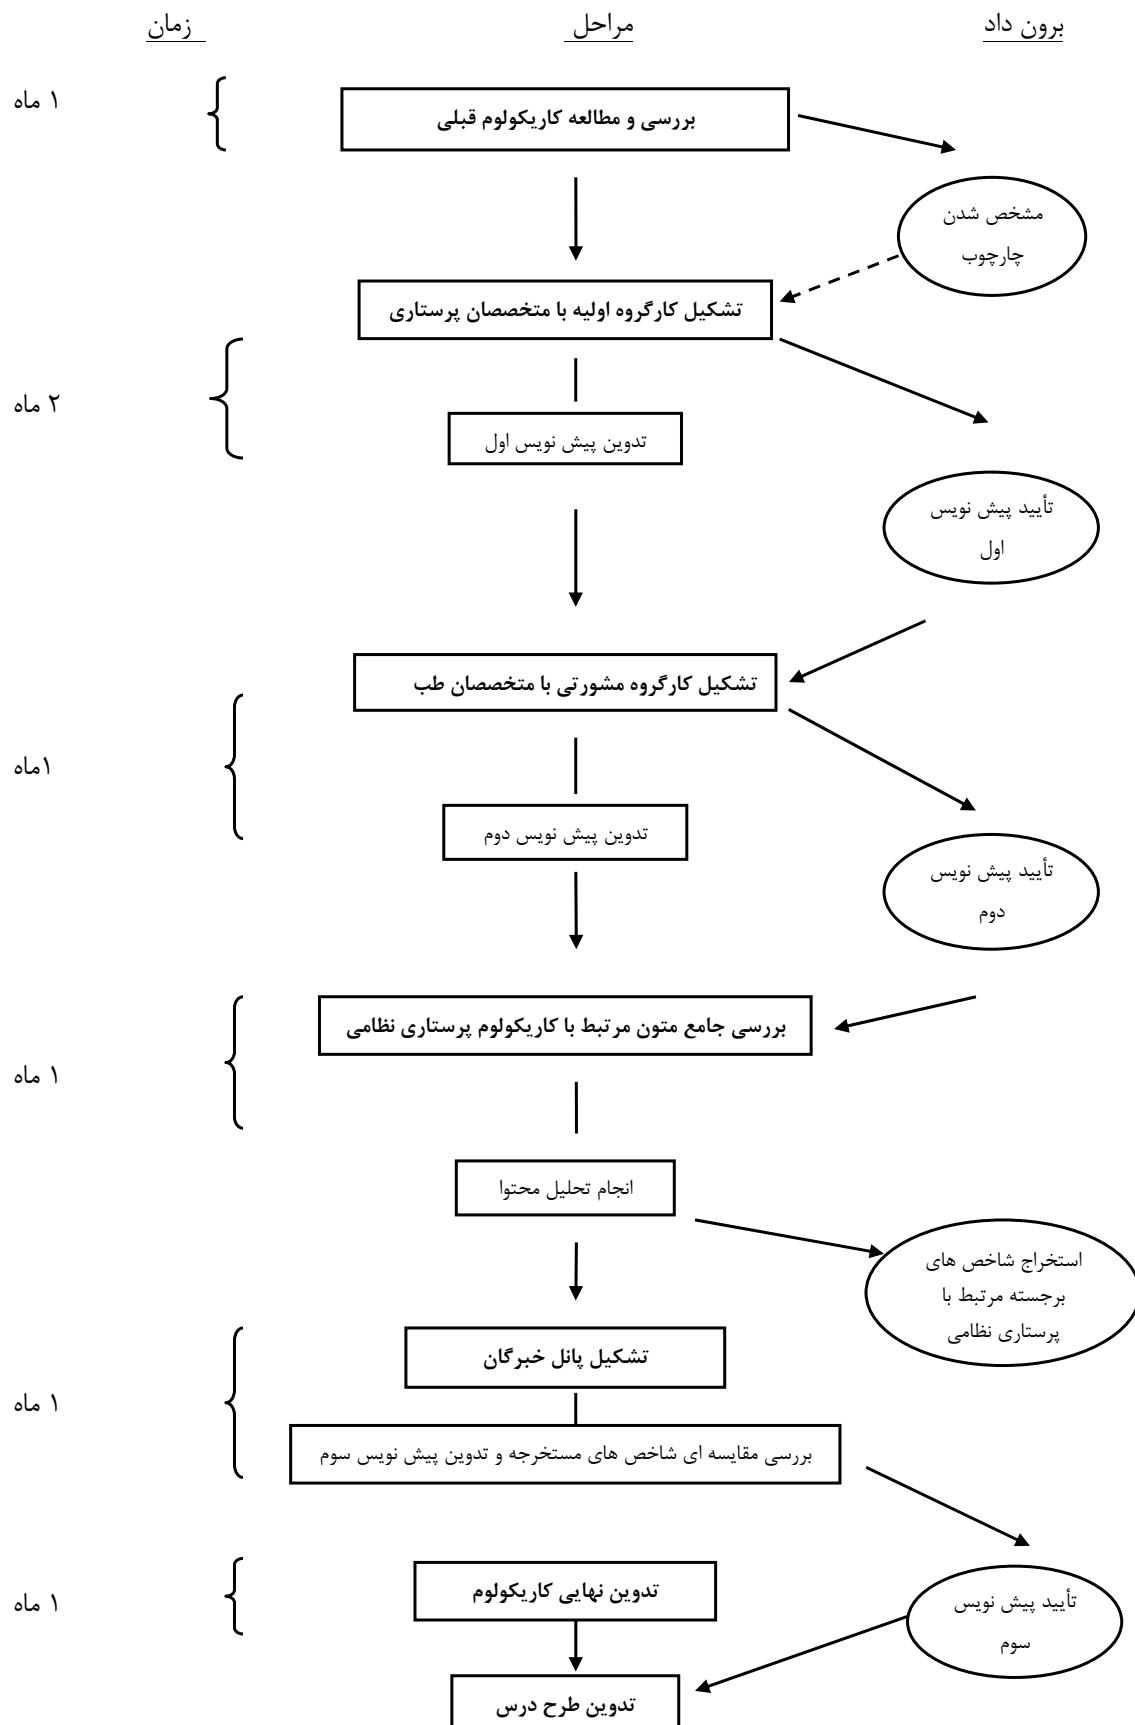 برون داد
مراحل
زمان
بررسی و مطالعه کاریکولوم قبلی
۱ ماه
مشخص شدن
چارچوب
تشکیل کارگروه اولیه با متخصصان پرستاری
۲ ماه
تدوین پیش نویس اول
تأیید پیش نویس
اول
تشکیل کارگروه مشورتی با متخصصان طب
۱ماه
تدوین پیش نویس دوم
تأیید پیش نویس
دوم
بررسی جامع متون مرتبط با کاریکولوم پرستاری نظامی
۱ ماه
انجام تحلیل محتوا
استخراج شاخص های
برجسته مرتبط با
پرستاری نظامی
تشکیل پانل خبرگان
۱ ماه
بررسی مقایسه ای شاخص های مستخرجه و تدوین پیش نویس سوم
تدوین نهایی کاریکولوم
۱ ماه
تأیید پیش نویس
سوم
تدوین طرح درس